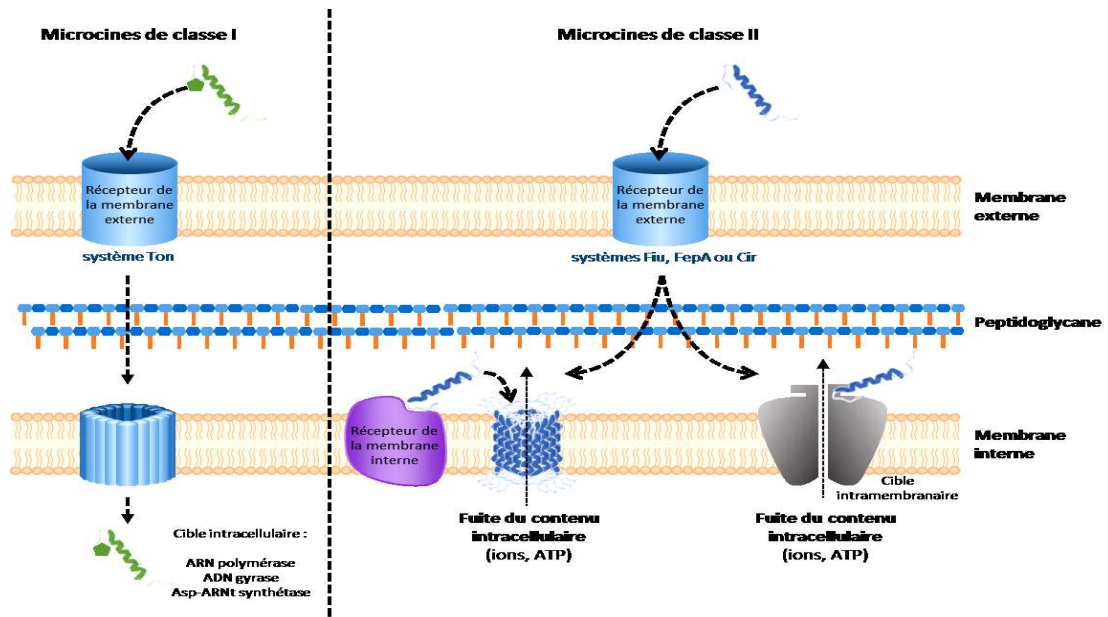 Microcines de classe I
Récepteur de
la membrane
externe
système Ton
Cible intracellulaire :
ARN polymérase
ADN gyrase
Asp-ARNt synthétase
Microcines de classe II
Récepteur de
la membrane
externe
systèmes Fiu, FepA ou Cir
Membrane
externe
Peptidoglycane
Récepteur de
la membrane
interne
Membrane
interne
Cible
intramembranaire
Fuite du contenu
intracellulaire
(ions, ATP)
Fuite du contenu
intracellulaire
(ions, ATP)